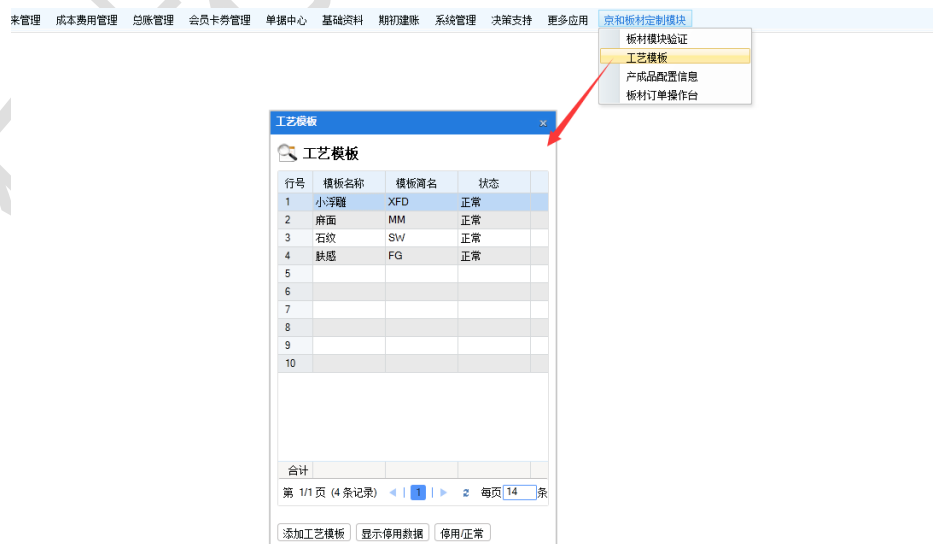 来管理 成本费用管理 总账管理 会员卡券管理 单据中心 基础资料 期初建账 系统管理 决策支持 更多应用 京和板材定制模块
板材模块验证
工艺模板
产成品配置信息
板材订单操作台
工艺模板 ×
工艺模板
行号 模板名称 模板简名 状态
1 小浮雕 XFD 正常
2 麻面 MM 正常
3 石纹 SW 正常
4 肤感 FG 正常
5
6
7
8
9
10
合计
第 1/1 页 (4 条记录) 1 每页 14 条
添加工艺模板 显示停用数据 停用/正常